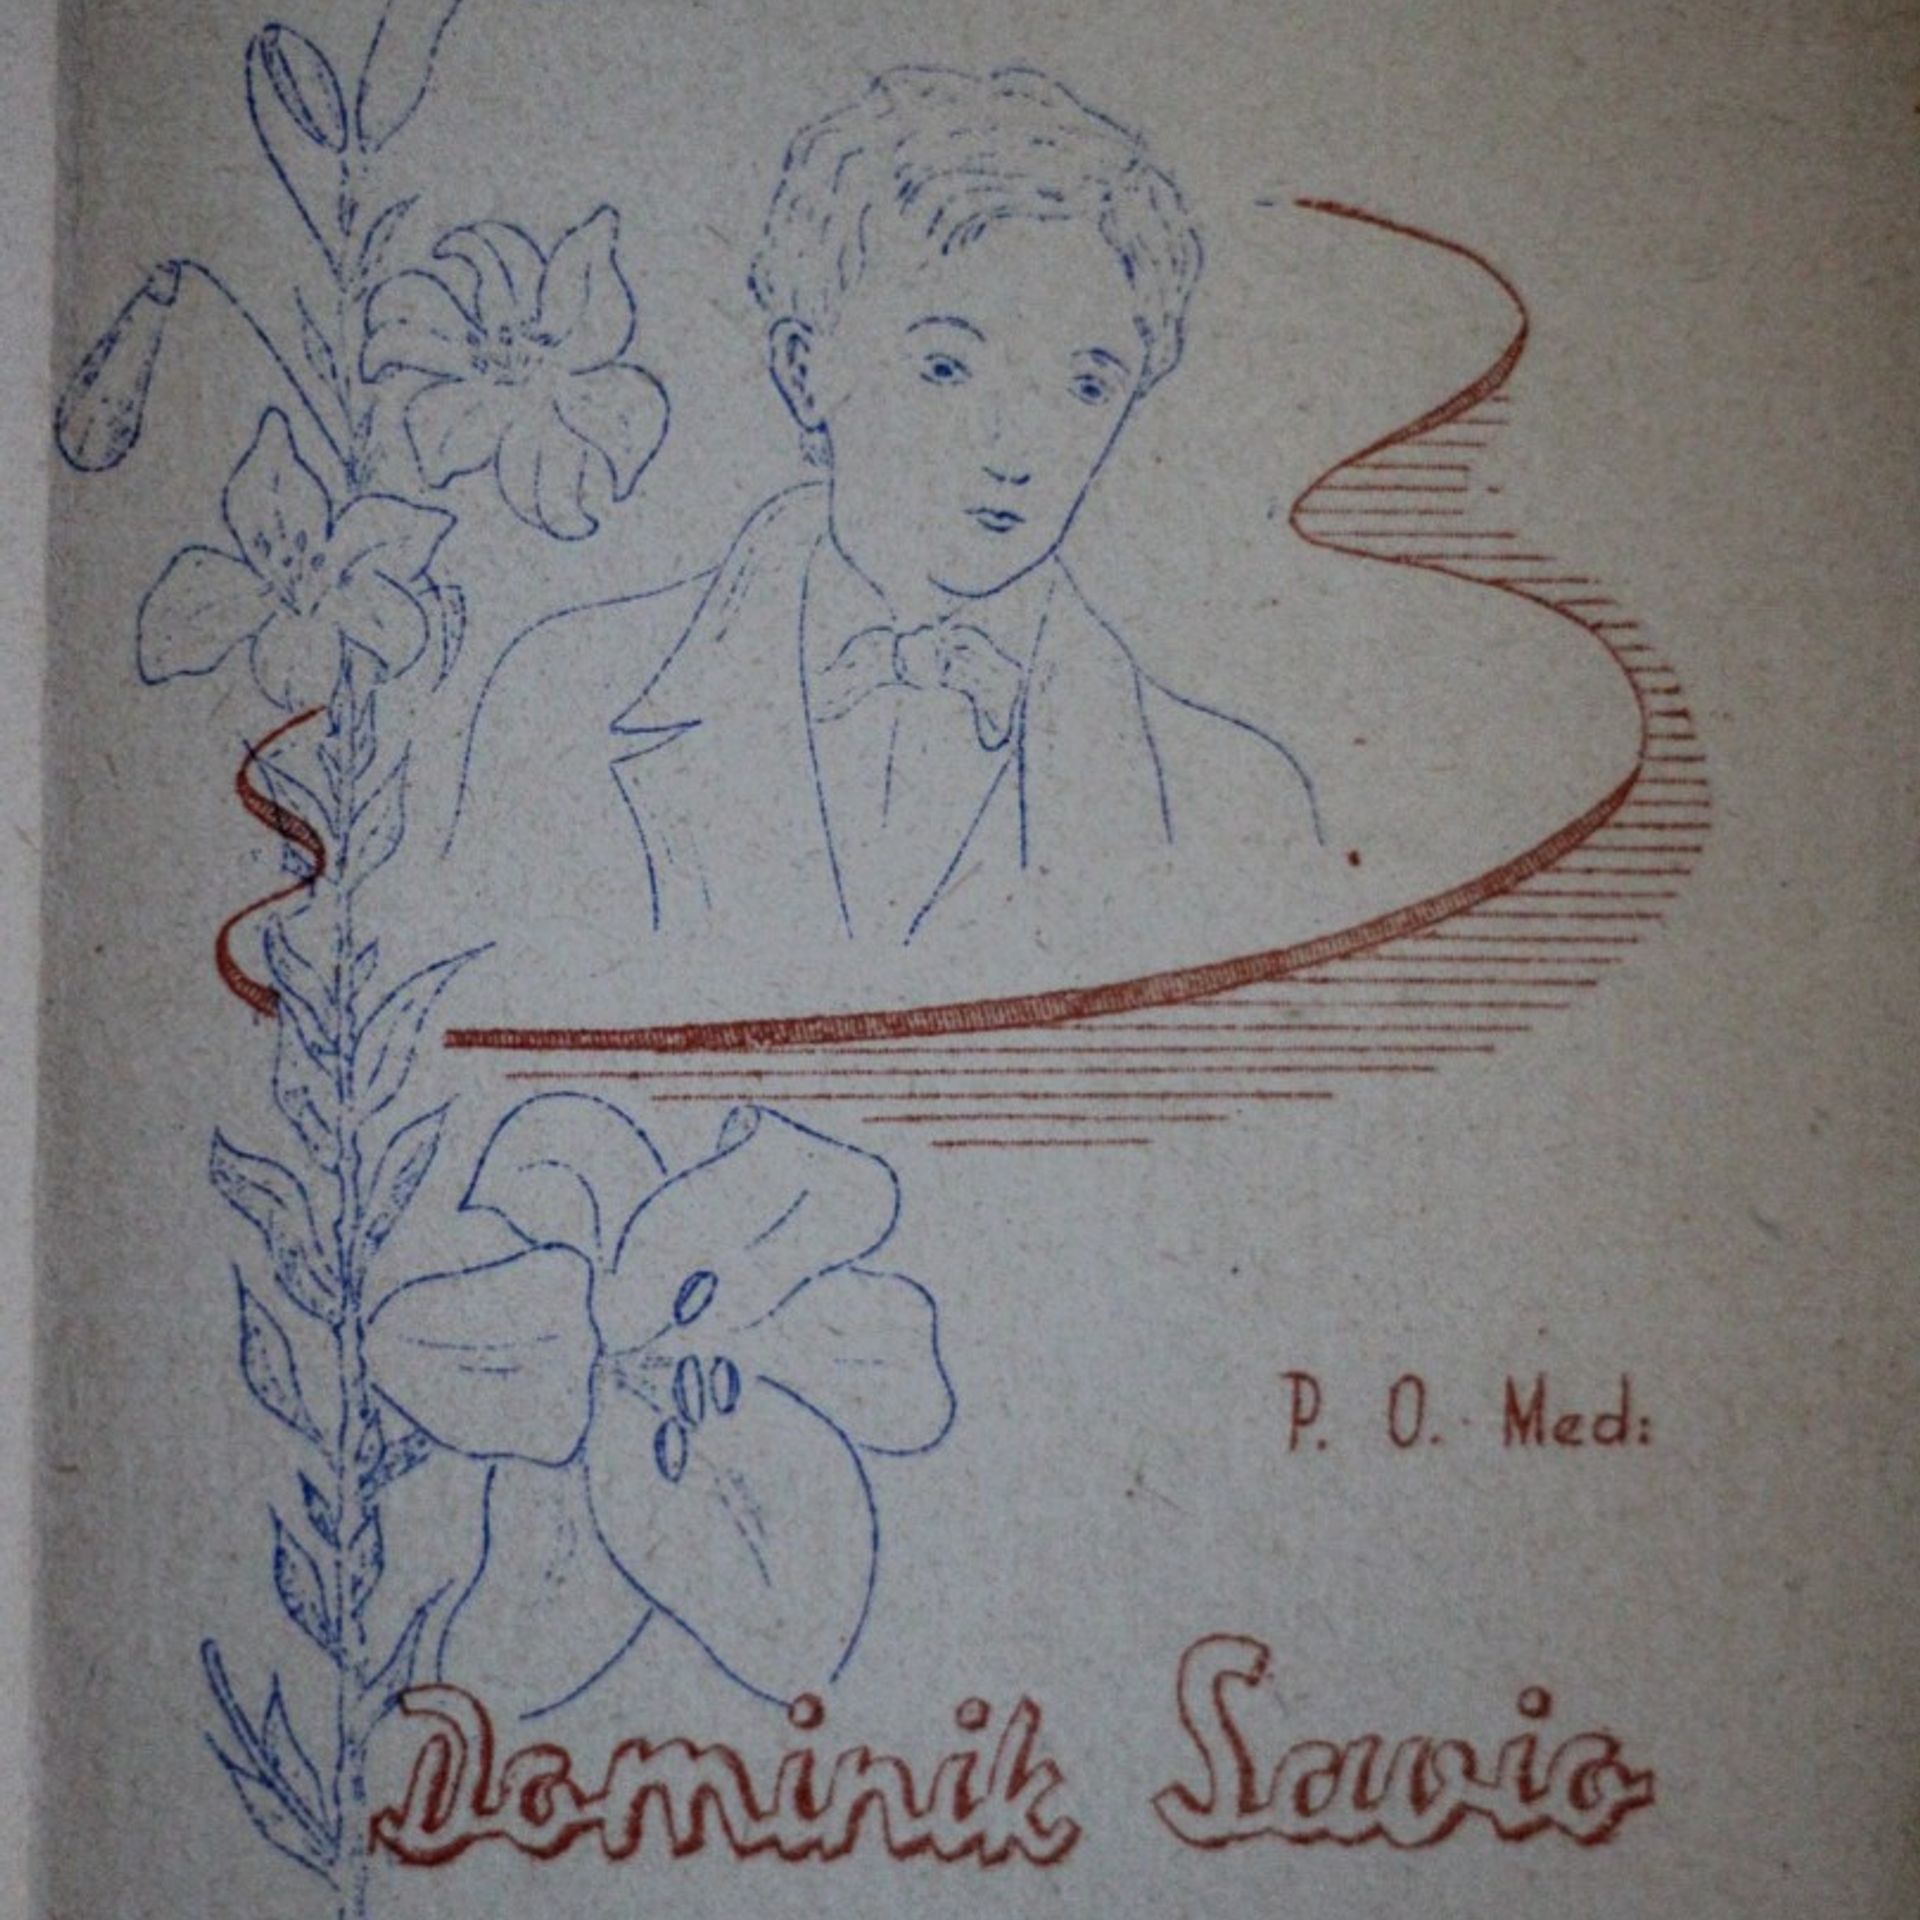 P. O. Med:
Dominik Savio